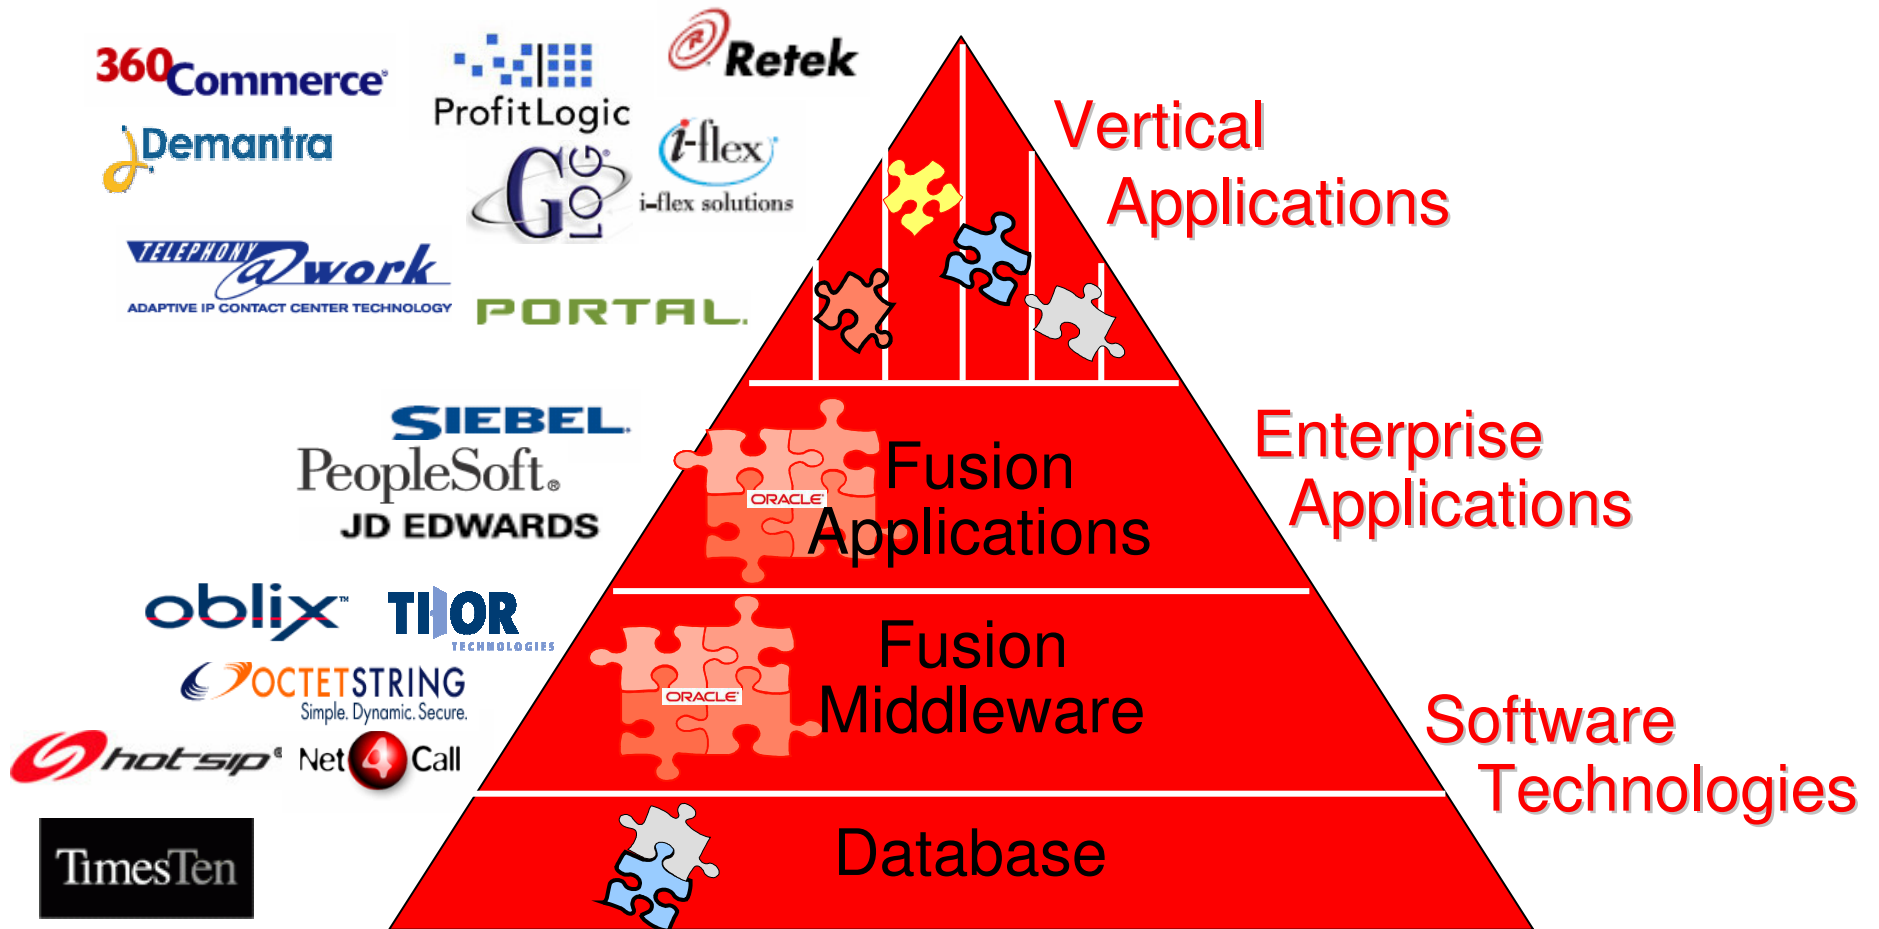 360Commerce
ProfitLogic
Retek
Demantra
G LOG
i-flex
i-flex solutions
TELEPHONY@work
ADAPTIVE IP CONTACT CENTER TECHNOLOGY
PORTAL.
Vertical
Applications
SIEBEL.
PeopleSoft®
JD EDWARDS
ORACLE
Fusion
Applications
Enterprise
Applications
oblix™
THOR
TECHNOLOGIES
OCTETSTRING
Simple. Dynamic. Secure.
hotsip
Net4Call
ORACLE
Fusion
Middleware
Software
Technologies
TimesTen
Database